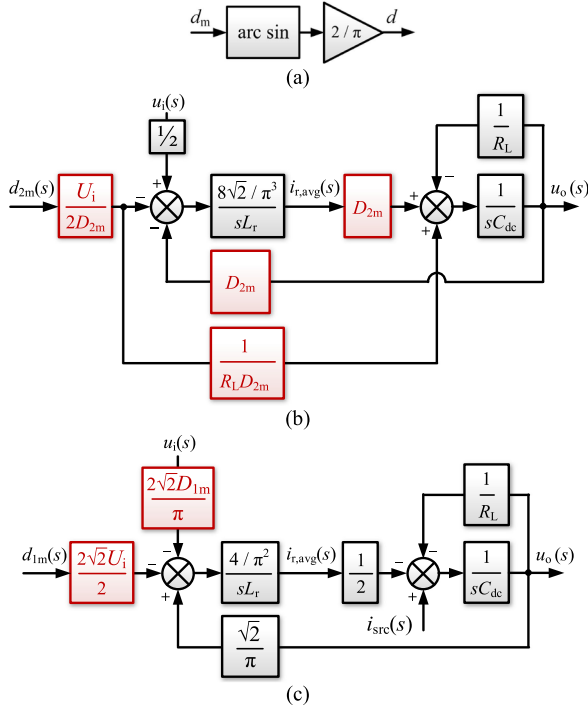 d_m arc sin 2 / π d
(a)
u_i(s)
½
1/R_L
d_2m(s) U_i/2D_2m − + − 8√2 / π³/sL_r i_r,avg(s) D_2m + − + 1/sC_dc u_o(s)
D_2m
1/R_L D_2m
(b)
u_i(s)
2√2D_1m/π
1/R_L
d_1m(s) 2√2U_i/2 − − + 4 / π²/sL_r i_r,avg(s) 1/2 − − + 1/sC_dc u_o(s)
√2/π
i_src(s)
(c)